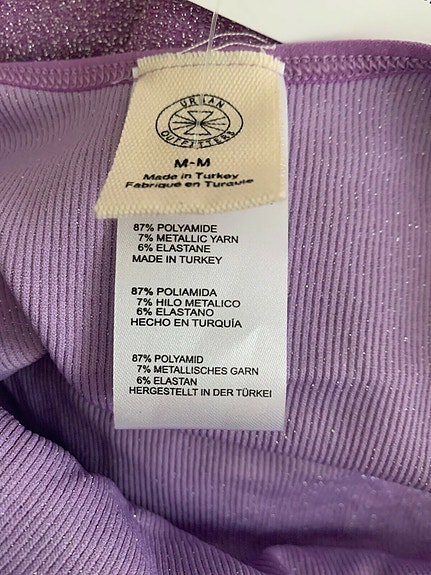 URBAN
OUTFITTERS
M-M
Made in Turkey
Fabriqué en Turquie
87% POLYAMIDE
7% METALLIC YARN
6% ELASTANE
MADE IN TURKEY
87% POLIAMIDA
7% HILO METALICO
6% ELASTANO
HECHO EN TURQUÍA
87% POLYAMID
7% METALLISCHES GARN
6% ELASTAN
HERGESTELLT IN DER TÜRKEI